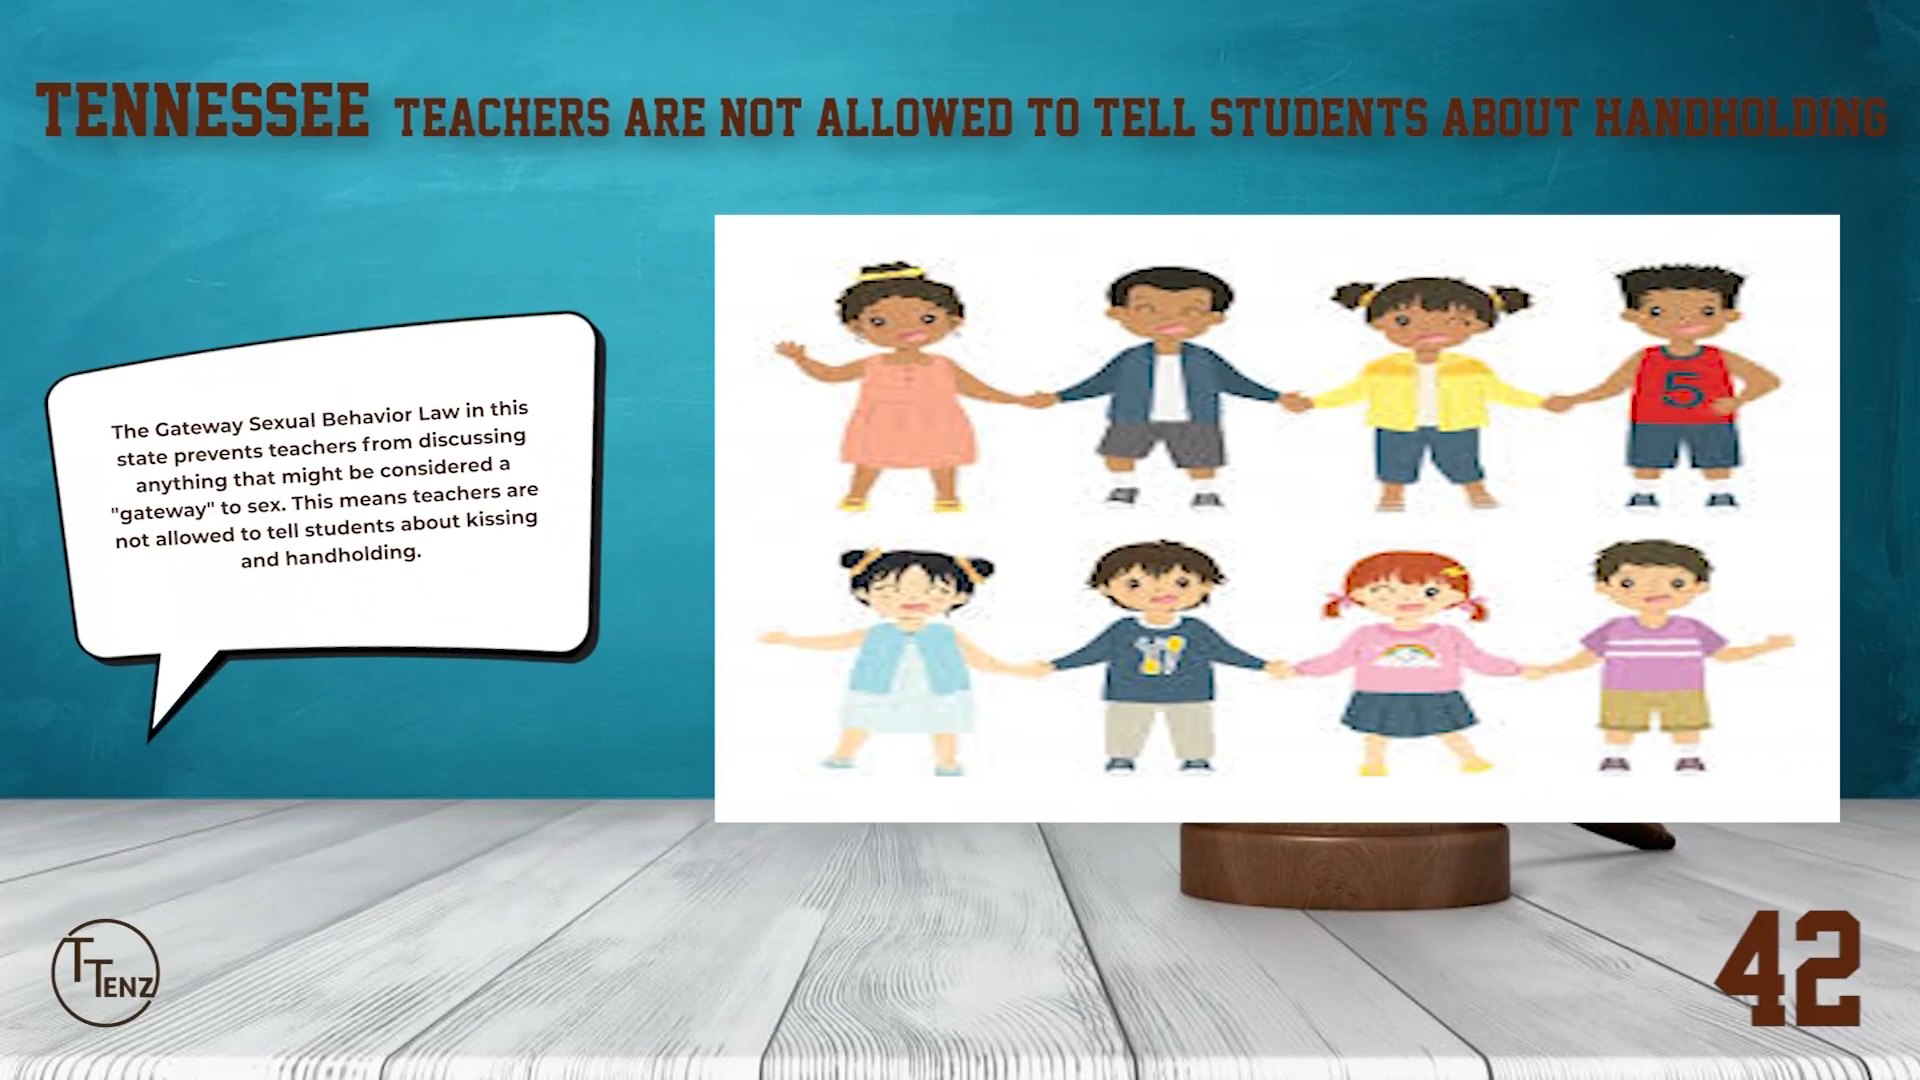 TENNESSEE TEACHERS ARE NOT ALLOWED TO TELL STUDENTS ABOUT HANDHOLDING
The Gateway Sexual Behavior Law in this
state prevents teachers from discussing
anything that might be considered a
"gateway" to sex. This means teachers are
not allowed to tell students about kissing
and handholding.
5
TTENZ
42